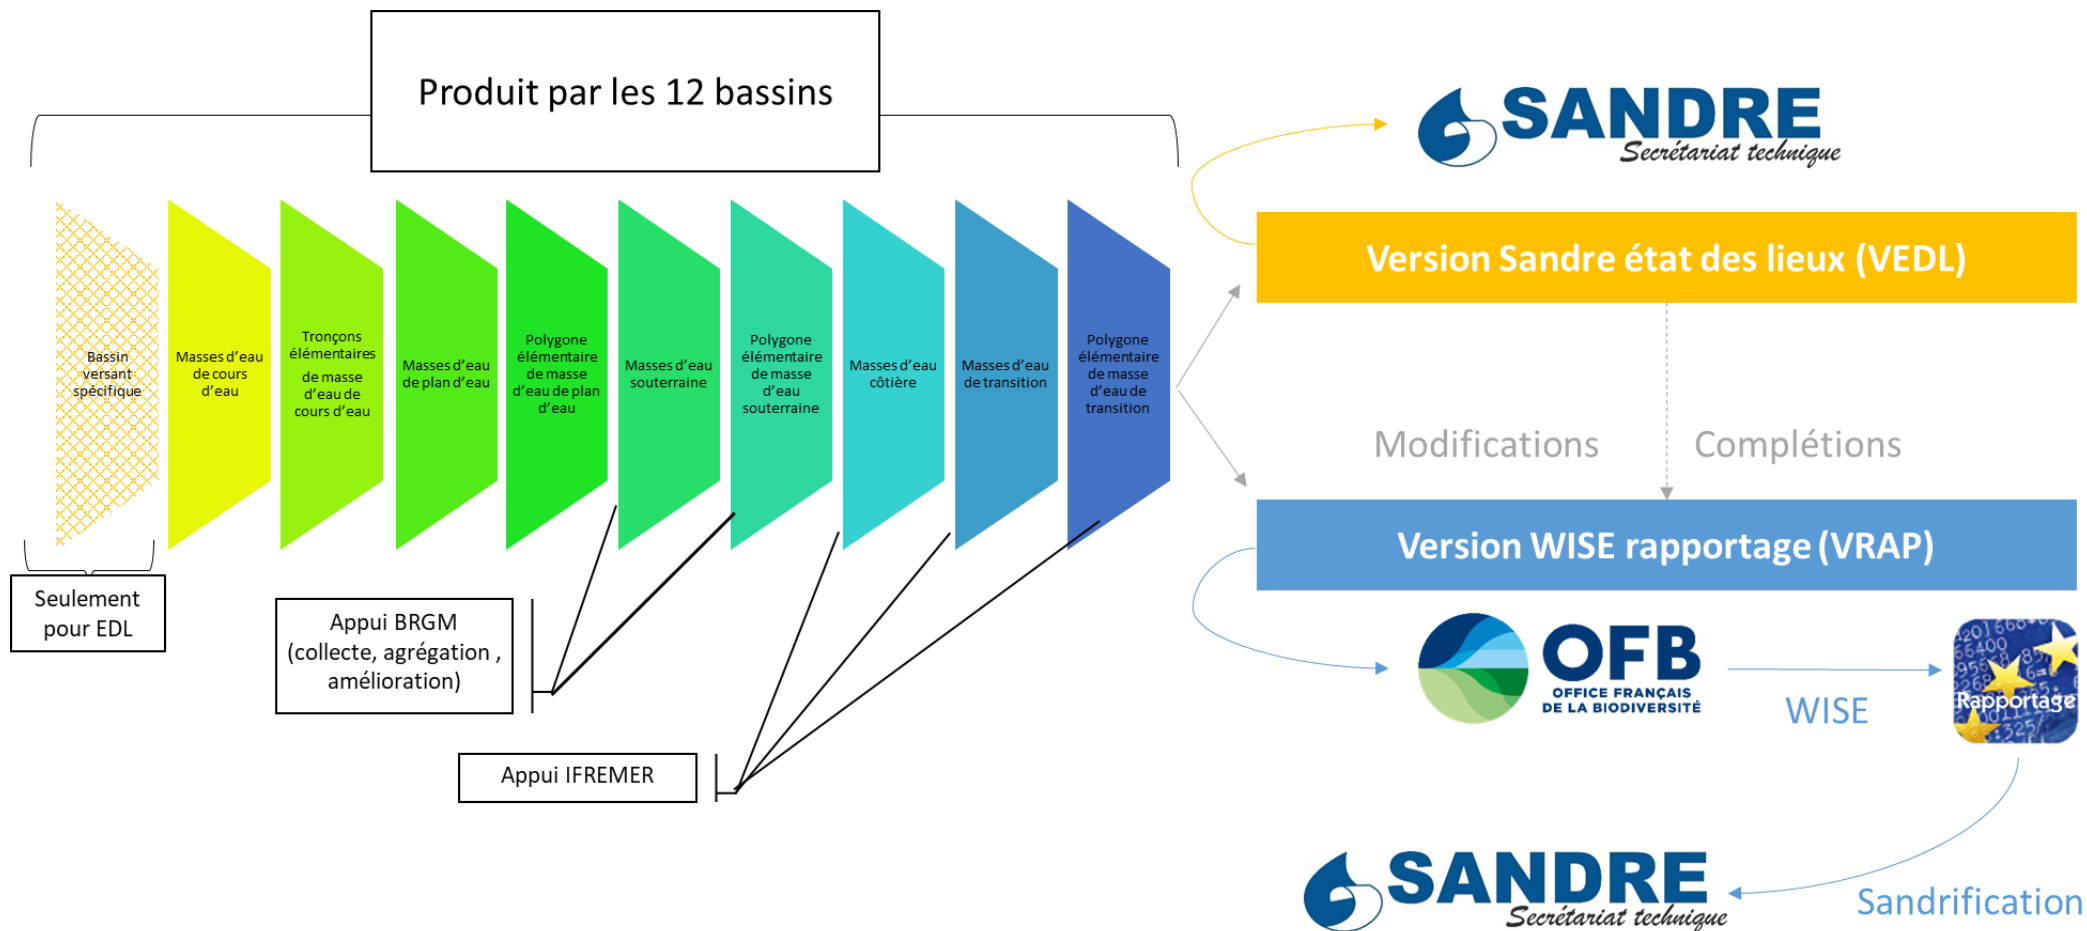 Produit par les 12 bassins
Bassin
versant
spécifique
Masses d’eau
de cours
d’eau
Tronçons
élémentaires
de masse
d’eau de
cours d’eau
Masses d’eau
de plan d’eau
Polygone
élémentaire
de masse
d’eau de plan
d’eau
Masses d’eau
souterraine
Polygone
élémentaire
de masse
d’eau
souterraine
Masses d’eau
côtière
Masses d’eau
de transition
Polygone
élémentaire
de masse
d’eau de
transition
Seulement
pour EDL
Appui BRGM
(collecte, agrégation ,
amélioration)
Appui IFREMER
SANDRE
Secrétariat technique
Version Sandre état des lieux (VEDL)
Modifications
Complétions
Version WISE rapportage (VRAP)
OFB
OFFICE FRANÇAIS
DE LA BIODIVERSITÉ
WISE
Rapportage
SANDRE
Secrétariat technique
Sandrification